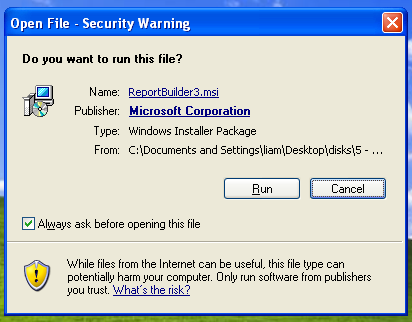 Open File - Security Warning
Do you want to run this file?
Name: ReportBuilder3.msi
Publisher: Microsoft Corporation
Type: Windows Installer Package
From: C:\Documents and Settings\liam\Desktop\disks\5 - ...
Run Cancel
Always ask before opening this file
While files from the Internet can be useful, this file type can
potentially harm your computer. Only run software from publishers
you trust. What's the risk?